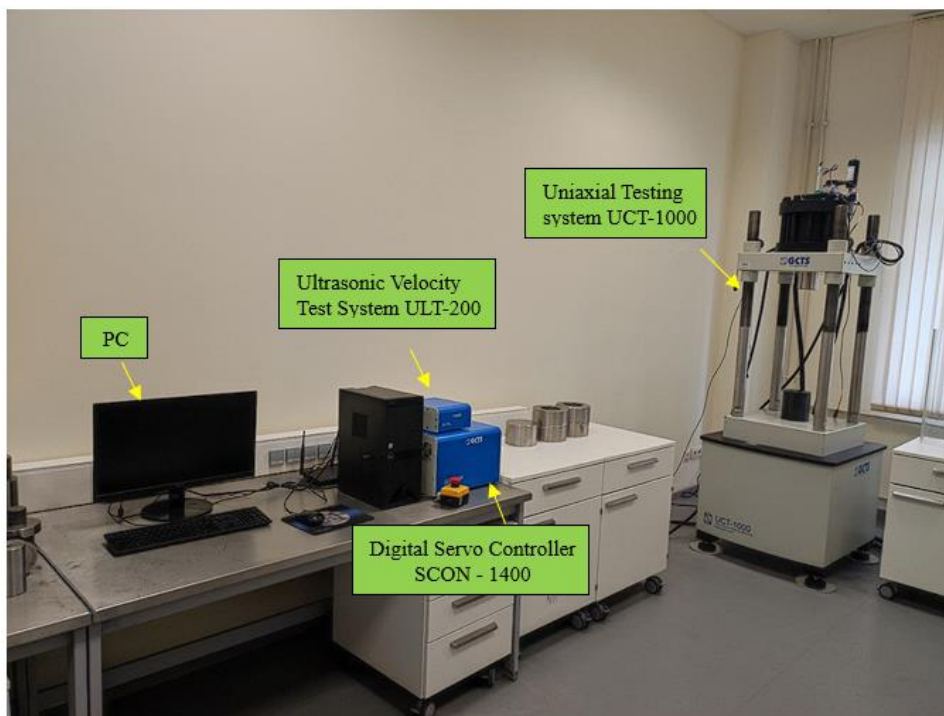 Uniaxial Testing
system UCT-1000
GCTS
Ultrasonic Velocity
Test System ULT-200
PC
GCTS
GCTS
UCT-1000
Digital Servo Controller
SCON - 1400